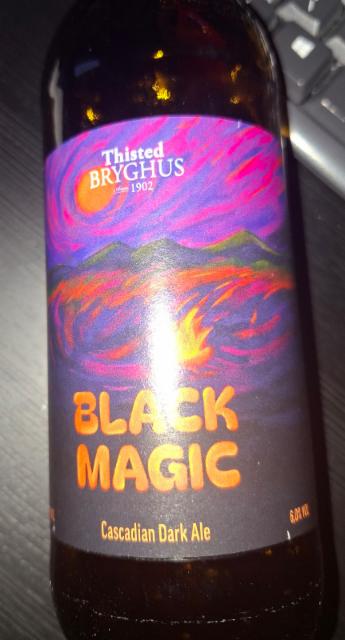 Thisted
BRYGHUS
1902
BLACK
MAGIC
Cascadian Dark Ale